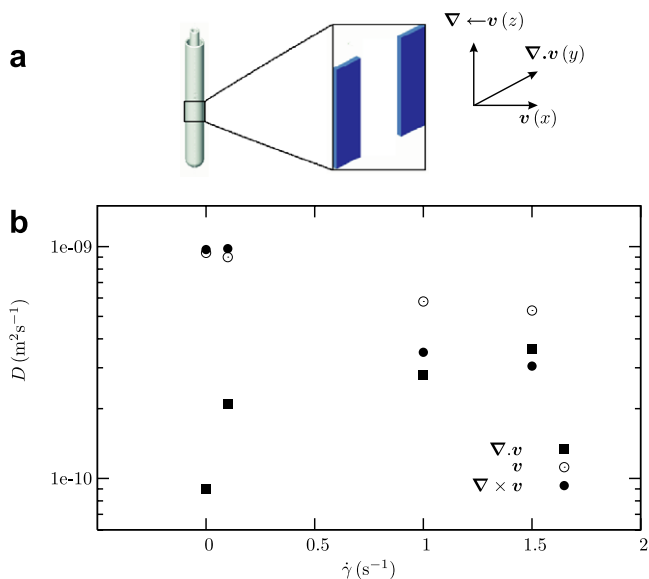 a
∇ ←v (z)
∇.v (y)
v (x)
b
1e-09
1e-10
D (m²s⁻¹)
∇.v
v
∇ × v
0 0.5 1 1.5 2
γ̇ (s⁻¹)